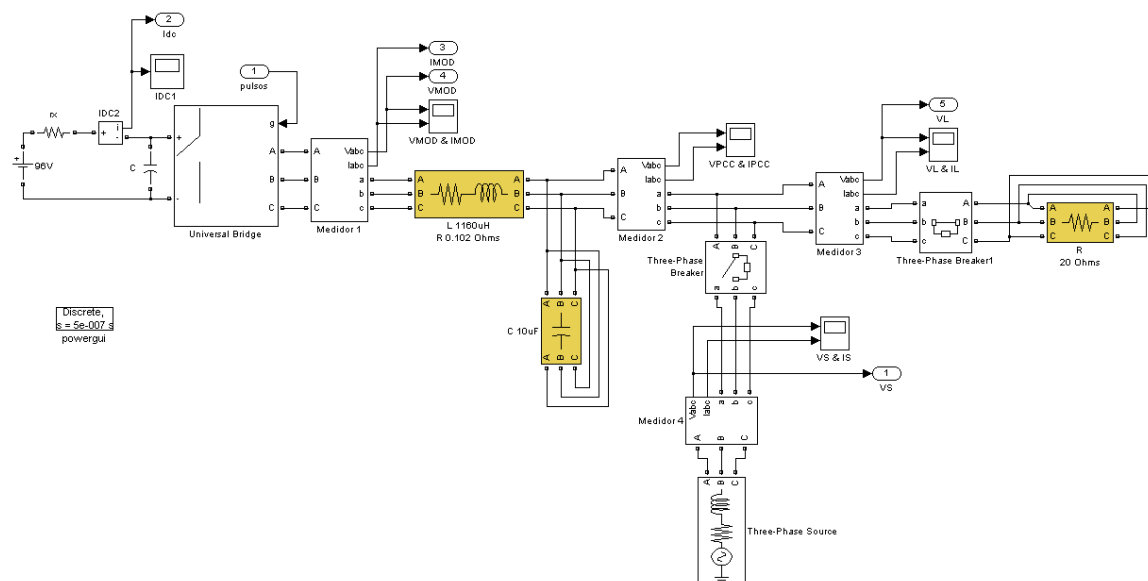 2
Idc
IDC1
3
IMOD
4
VMOD
VMOD & IMOD
1
pulsos
IDC2
i
+
-
96V
+
-
C
+
-
g
A
B
C
Universal Bridge
A
B
C
Vabc
Iabc
a
b
c
Medidor 1
A
B
C
A
B
C
L 1160uH
R 0.102 Ohms
A
B
C
Vabc
Iabc
a
b
c
Medidor 2
VPCC & IPCC
A
B
C
Vabc
Iabc
a
b
c
Medidor 3
5
VL
VL & IL
a
b
c
A
B
C
Three-Phase Breaker1
A
B
C
A
B
C
R
20 Ohms
Three-Phase
Breaker
A
B
C
a
b
c
A
B
C
C 10uF
A
B
C
Discrete,
s = 5e-007 s
powergui
VS & IS
1
VS
Vabc
Iabc
a
b
c
Medidor 4
A
B
C
A
B
C
Three-Phase Source